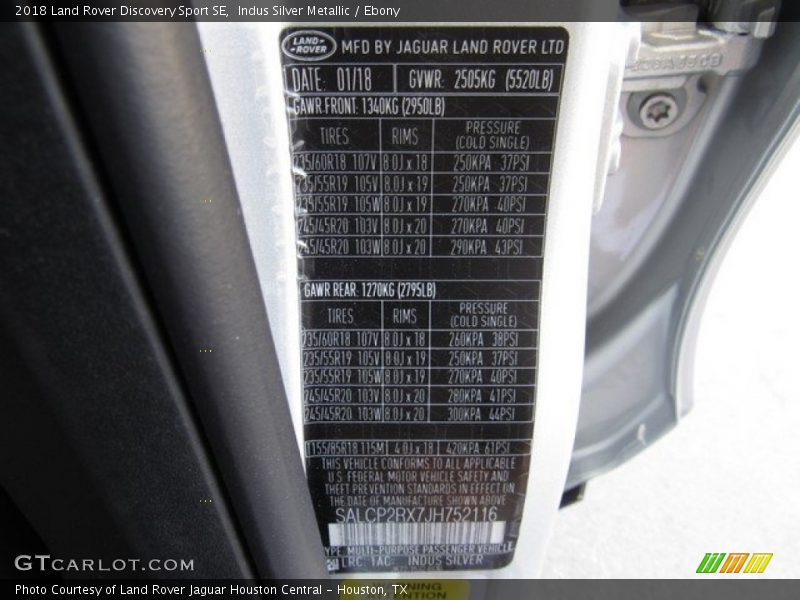 2018 Land Rover Discovery Sport SE, Indus Silver Metallic / Ebony
LAND-ROVER MFD BY JAGUAR LAND ROVER LTD
DATE: 01/18 GVWR: 2505KG (5520LB)
GAWR FRONT: 1340KG (2950LB)
TIRES RIMS PRESSURE (COLD SINGLE)
235/60R18 107V 8.0J x 18 250KPA 37PSI
235/55R19 105V 8.0J x 19 250KPA 37PSI
235/55R19 105W 8.0J x 19 270KPA 40PSI
245/45R20 103V 8.0J x 20 270KPA 40PSI
245/45R20 103W 8.0J x 20 290KPA 43PSI
GAWR REAR: 1270KG (2795LB)
TIRES RIMS PRESSURE (COLD SINGLE)
235/60R18 107V 8.0J x 18 260KPA 38PSI
235/55R19 105V 8.0J x 19 250KPA 37PSI
235/55R19 105W 8.0J x 19 270KPA 40PSI
245/45R20 103V 8.0J x 20 280KPA 41PSI
245/45R20 103W 8.0J x 20 300KPA 44PSI
T155/85R18 115M 4.0J x 18 420KPA 61PSI
THIS VEHICLE CONFORMS TO ALL APPLICABLE
U.S. FEDERAL MOTOR VEHICLE SAFETY AND
THEFT PREVENTION STANDARDS IN EFFECT ON
THE DATE OF MANUFACTURE SHOWN ABOVE
SALCP2RX7JH752116
TYPE: MULTI-PURPOSE PASSENGER VEHICLE
LRC: 1AC INDUS SILVER
GTCARLOT.COM
Photo Courtesy of Land Rover Jaguar Houston Central - Houston, TX